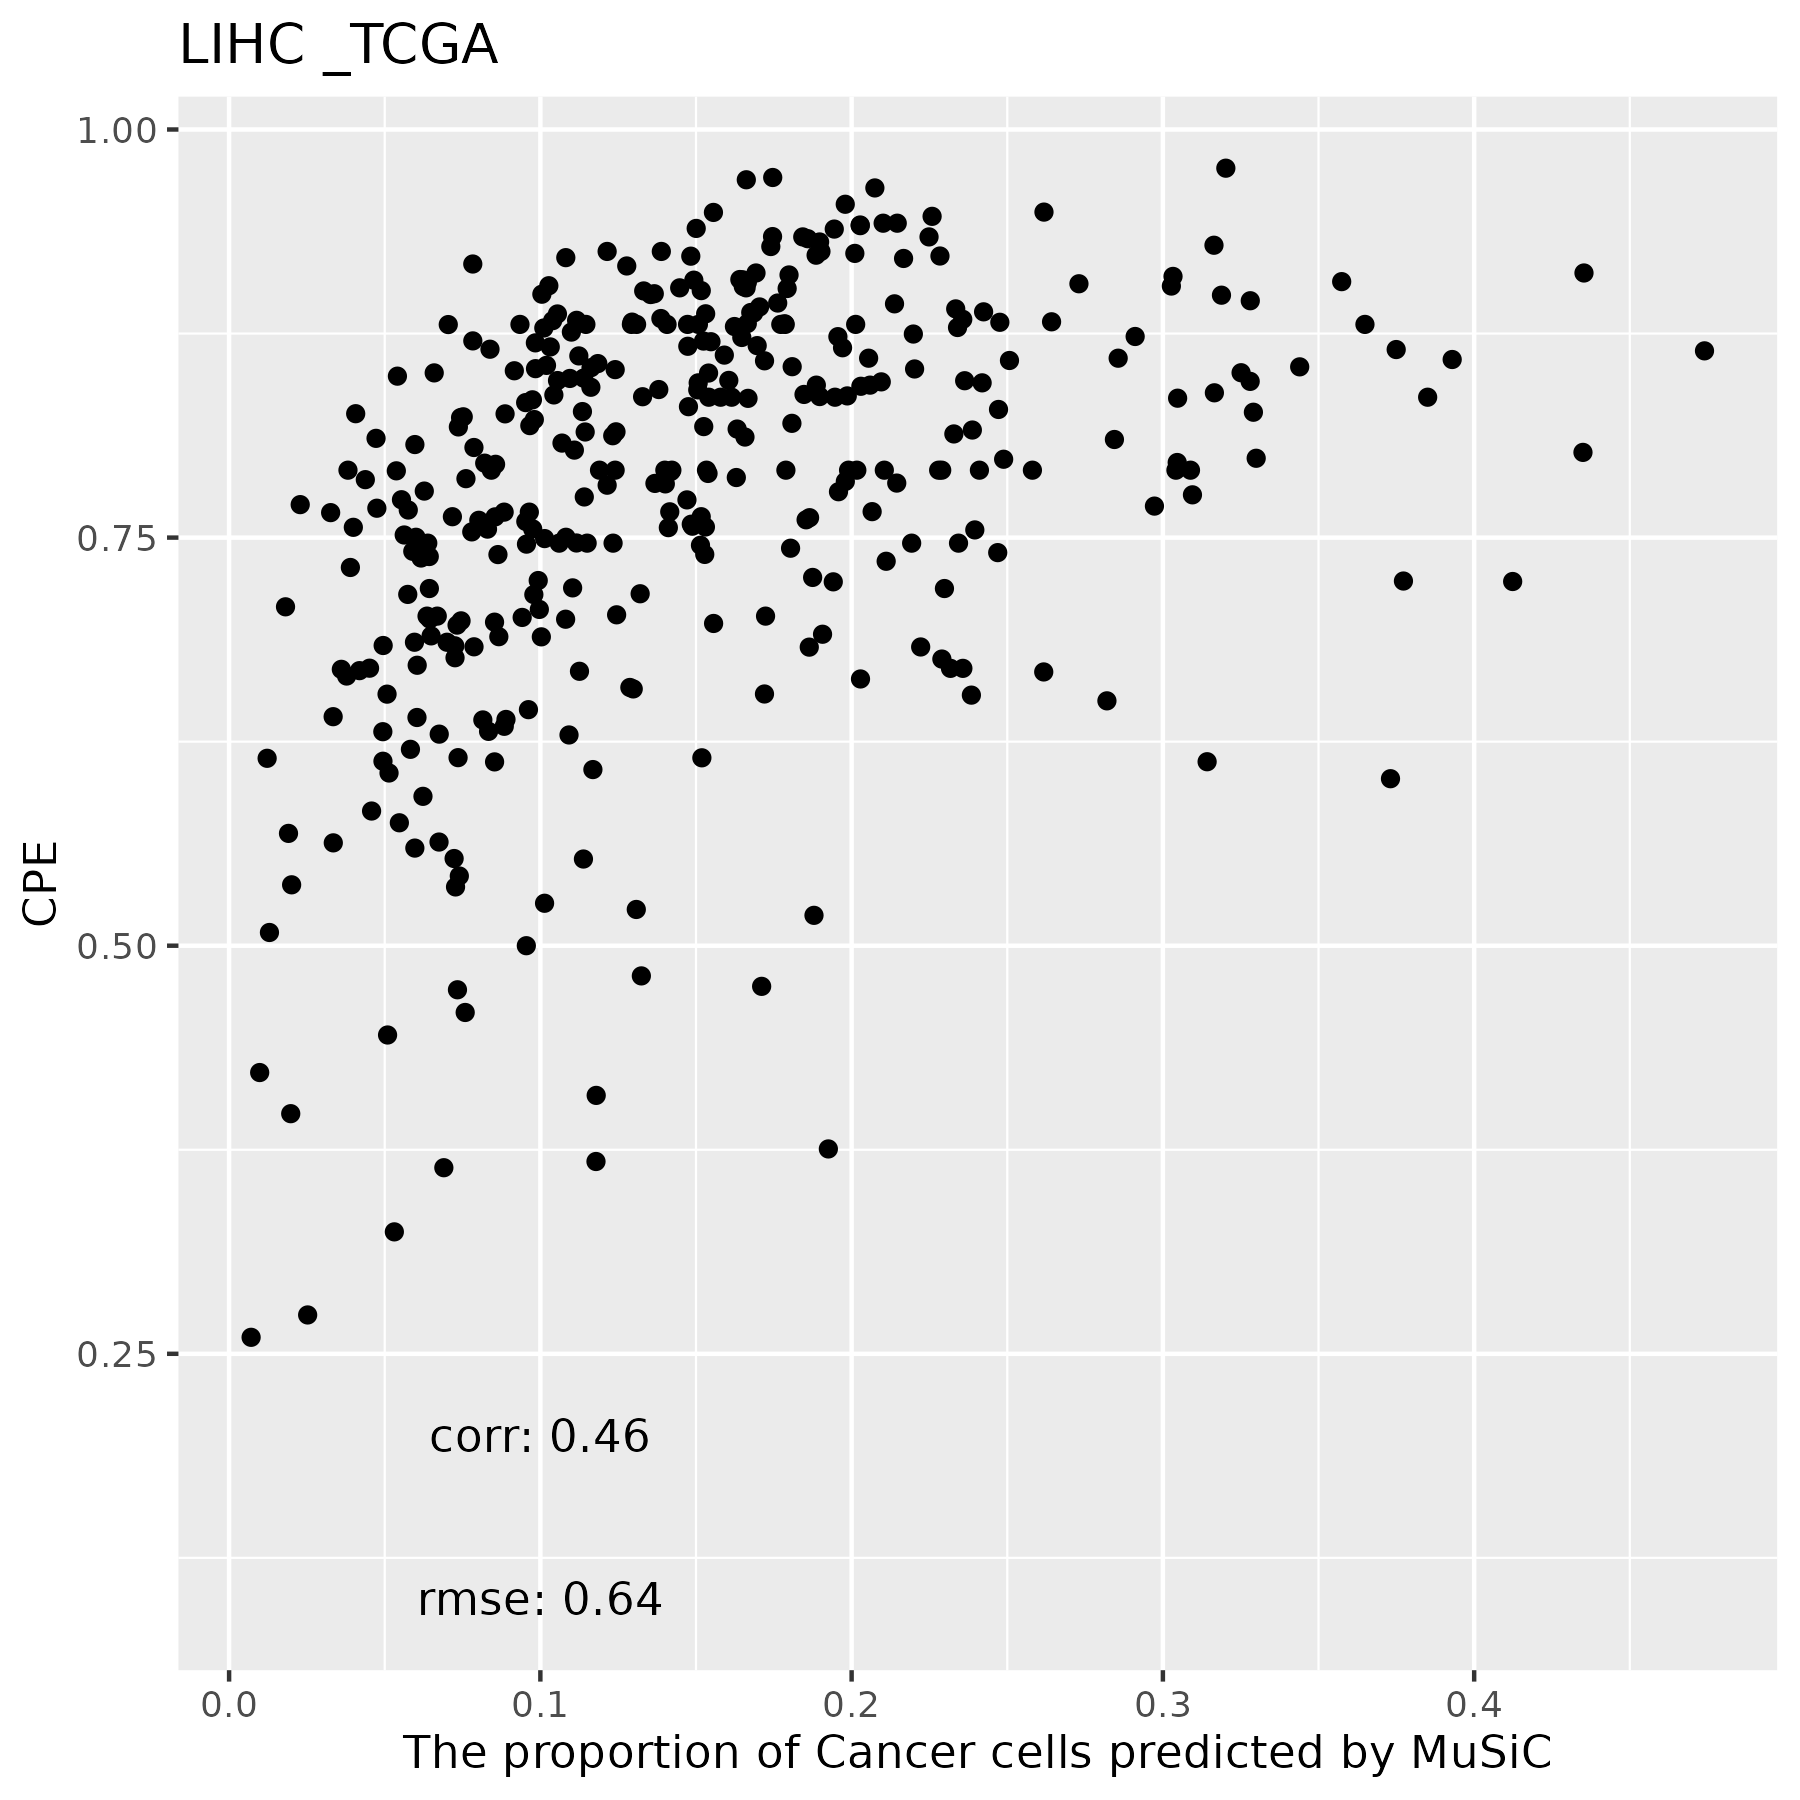 LIHC _TCGA
1.00
0.75
0.50
0.25
CPE
corr: 0.46
rmse: 0.64
0.0 0.1 0.2 0.3 0.4
The proportion of Cancer cells predicted by MuSiC